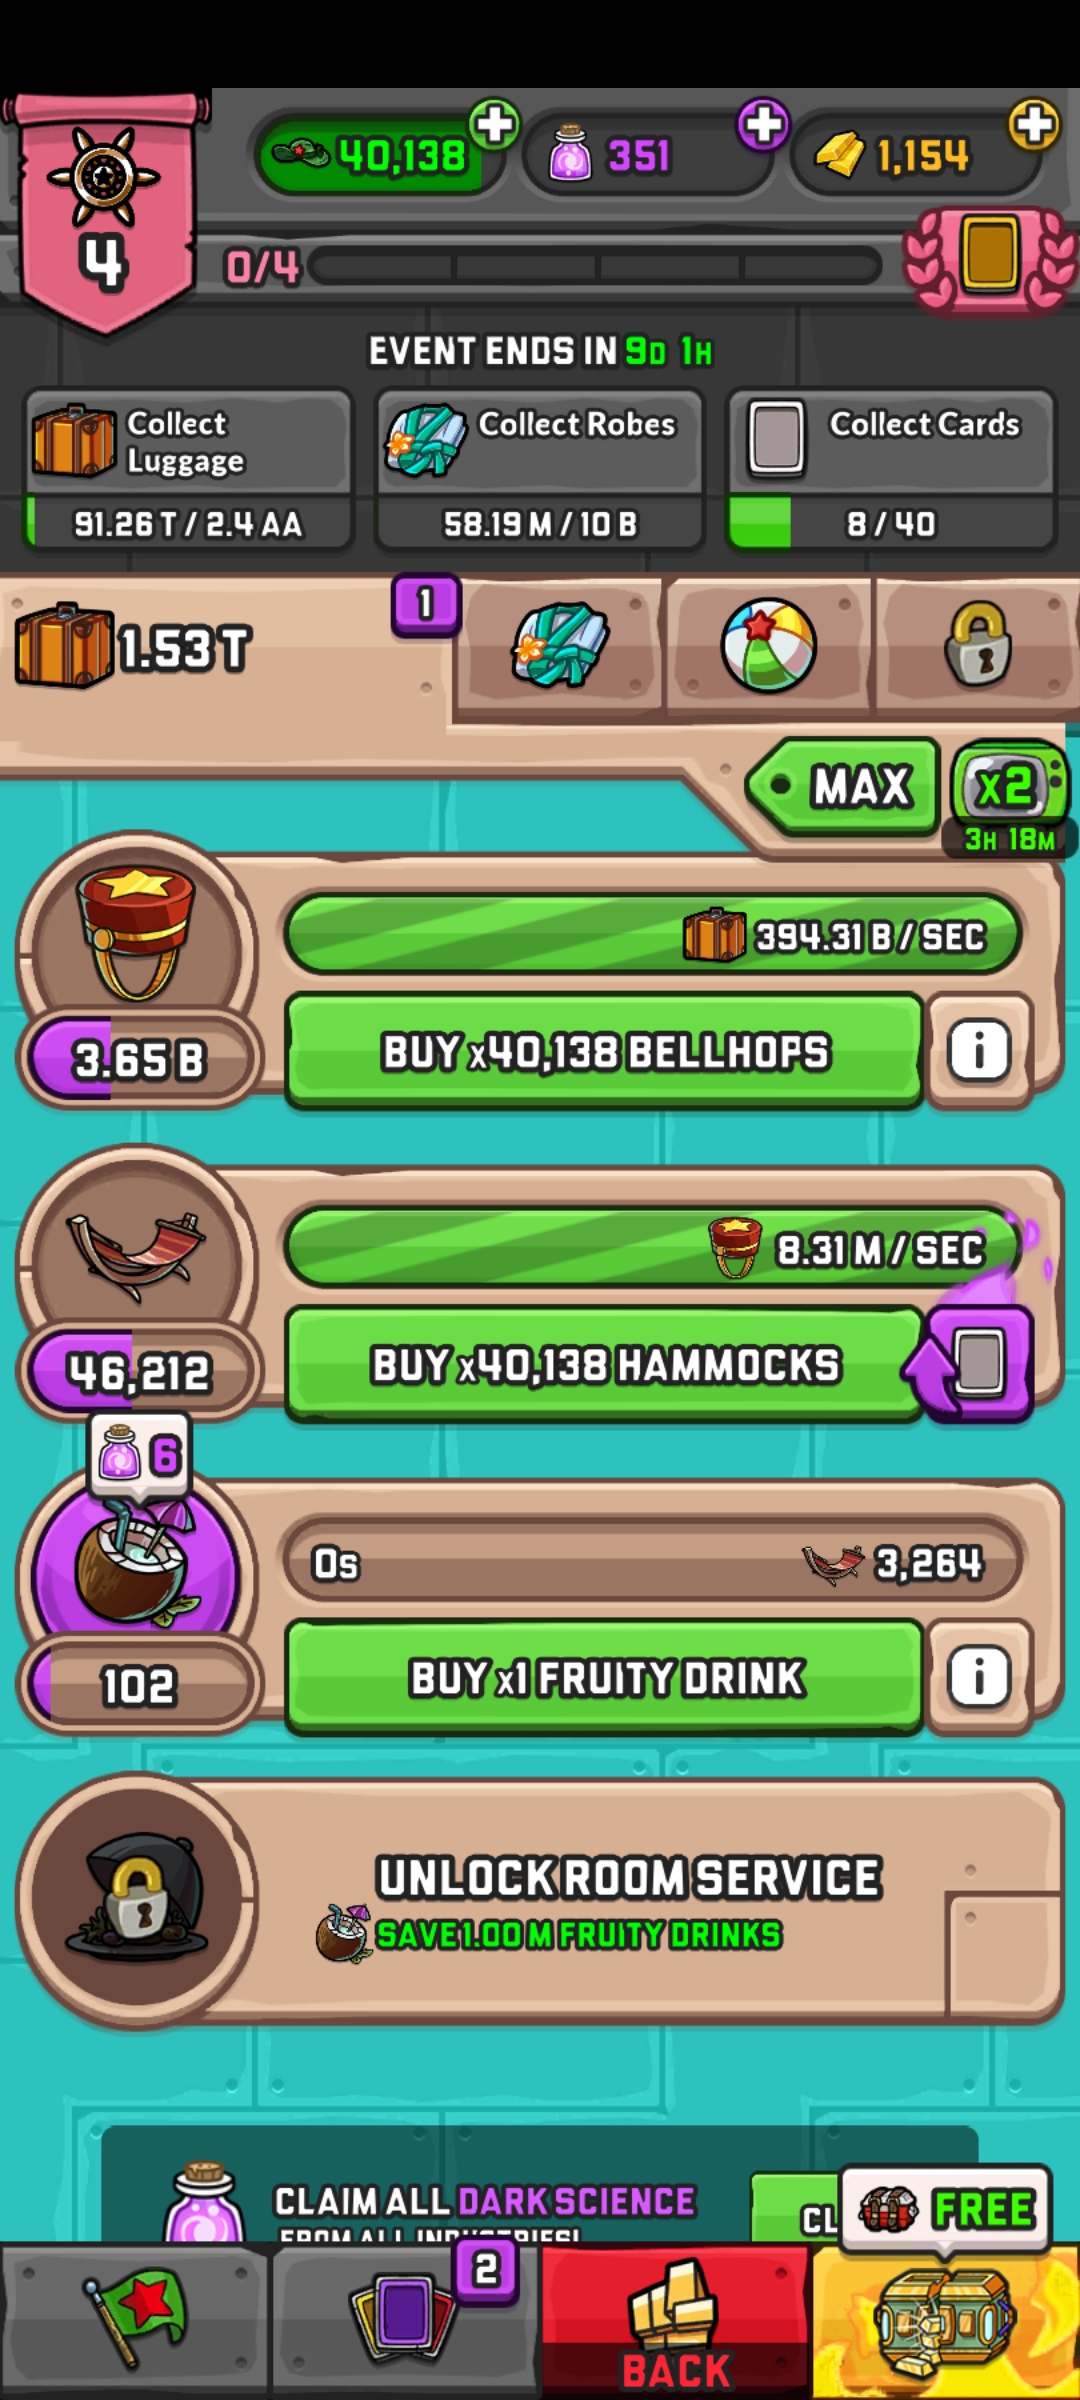 40,138
351
1,154
4
0/4
EVENT ENDS IN 9D 1H
Collect Luggage
91.26 T / 2.4 AA
Collect Robes
58.19 M / 10 B
Collect Cards
8 / 40
1.53 T
1
MAX
x2
3H 18M
394.31 B / SEC
3.65 B
BUY x40,138 BELLHOPS
i
8.31 M / SEC
46,212
BUY x40,138 HAMMOCKS
6
0s
3,264
102
BUY x1 FRUITY DRINK
i
UNLOCK ROOM SERVICE
SAVE 1.00 M FRUITY DRINKS
CLAIM ALL DARK SCIENCE
FROM ALL INDUSTRIES!
CL
FREE
2
BACK